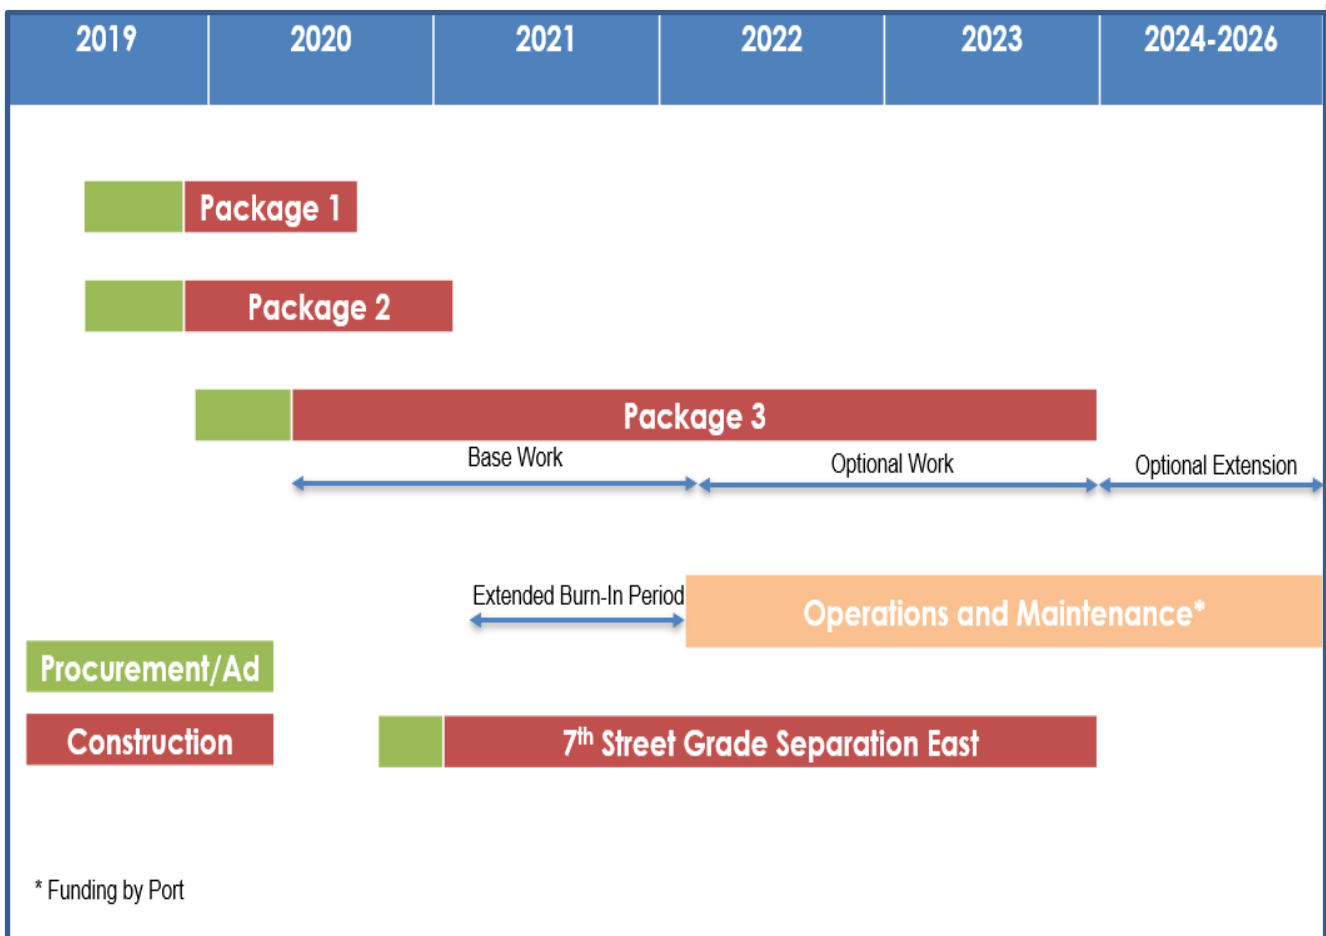 2019 2020 2021 2022 2023 2024-2026
Package 1
Package 2
Package 3
Base Work Optional Work Optional Extension
Extended Burn-In Period Operations and Maintenance*
Procurement/Ad
Construction 7th Street Grade Separation East
* Funding by Port